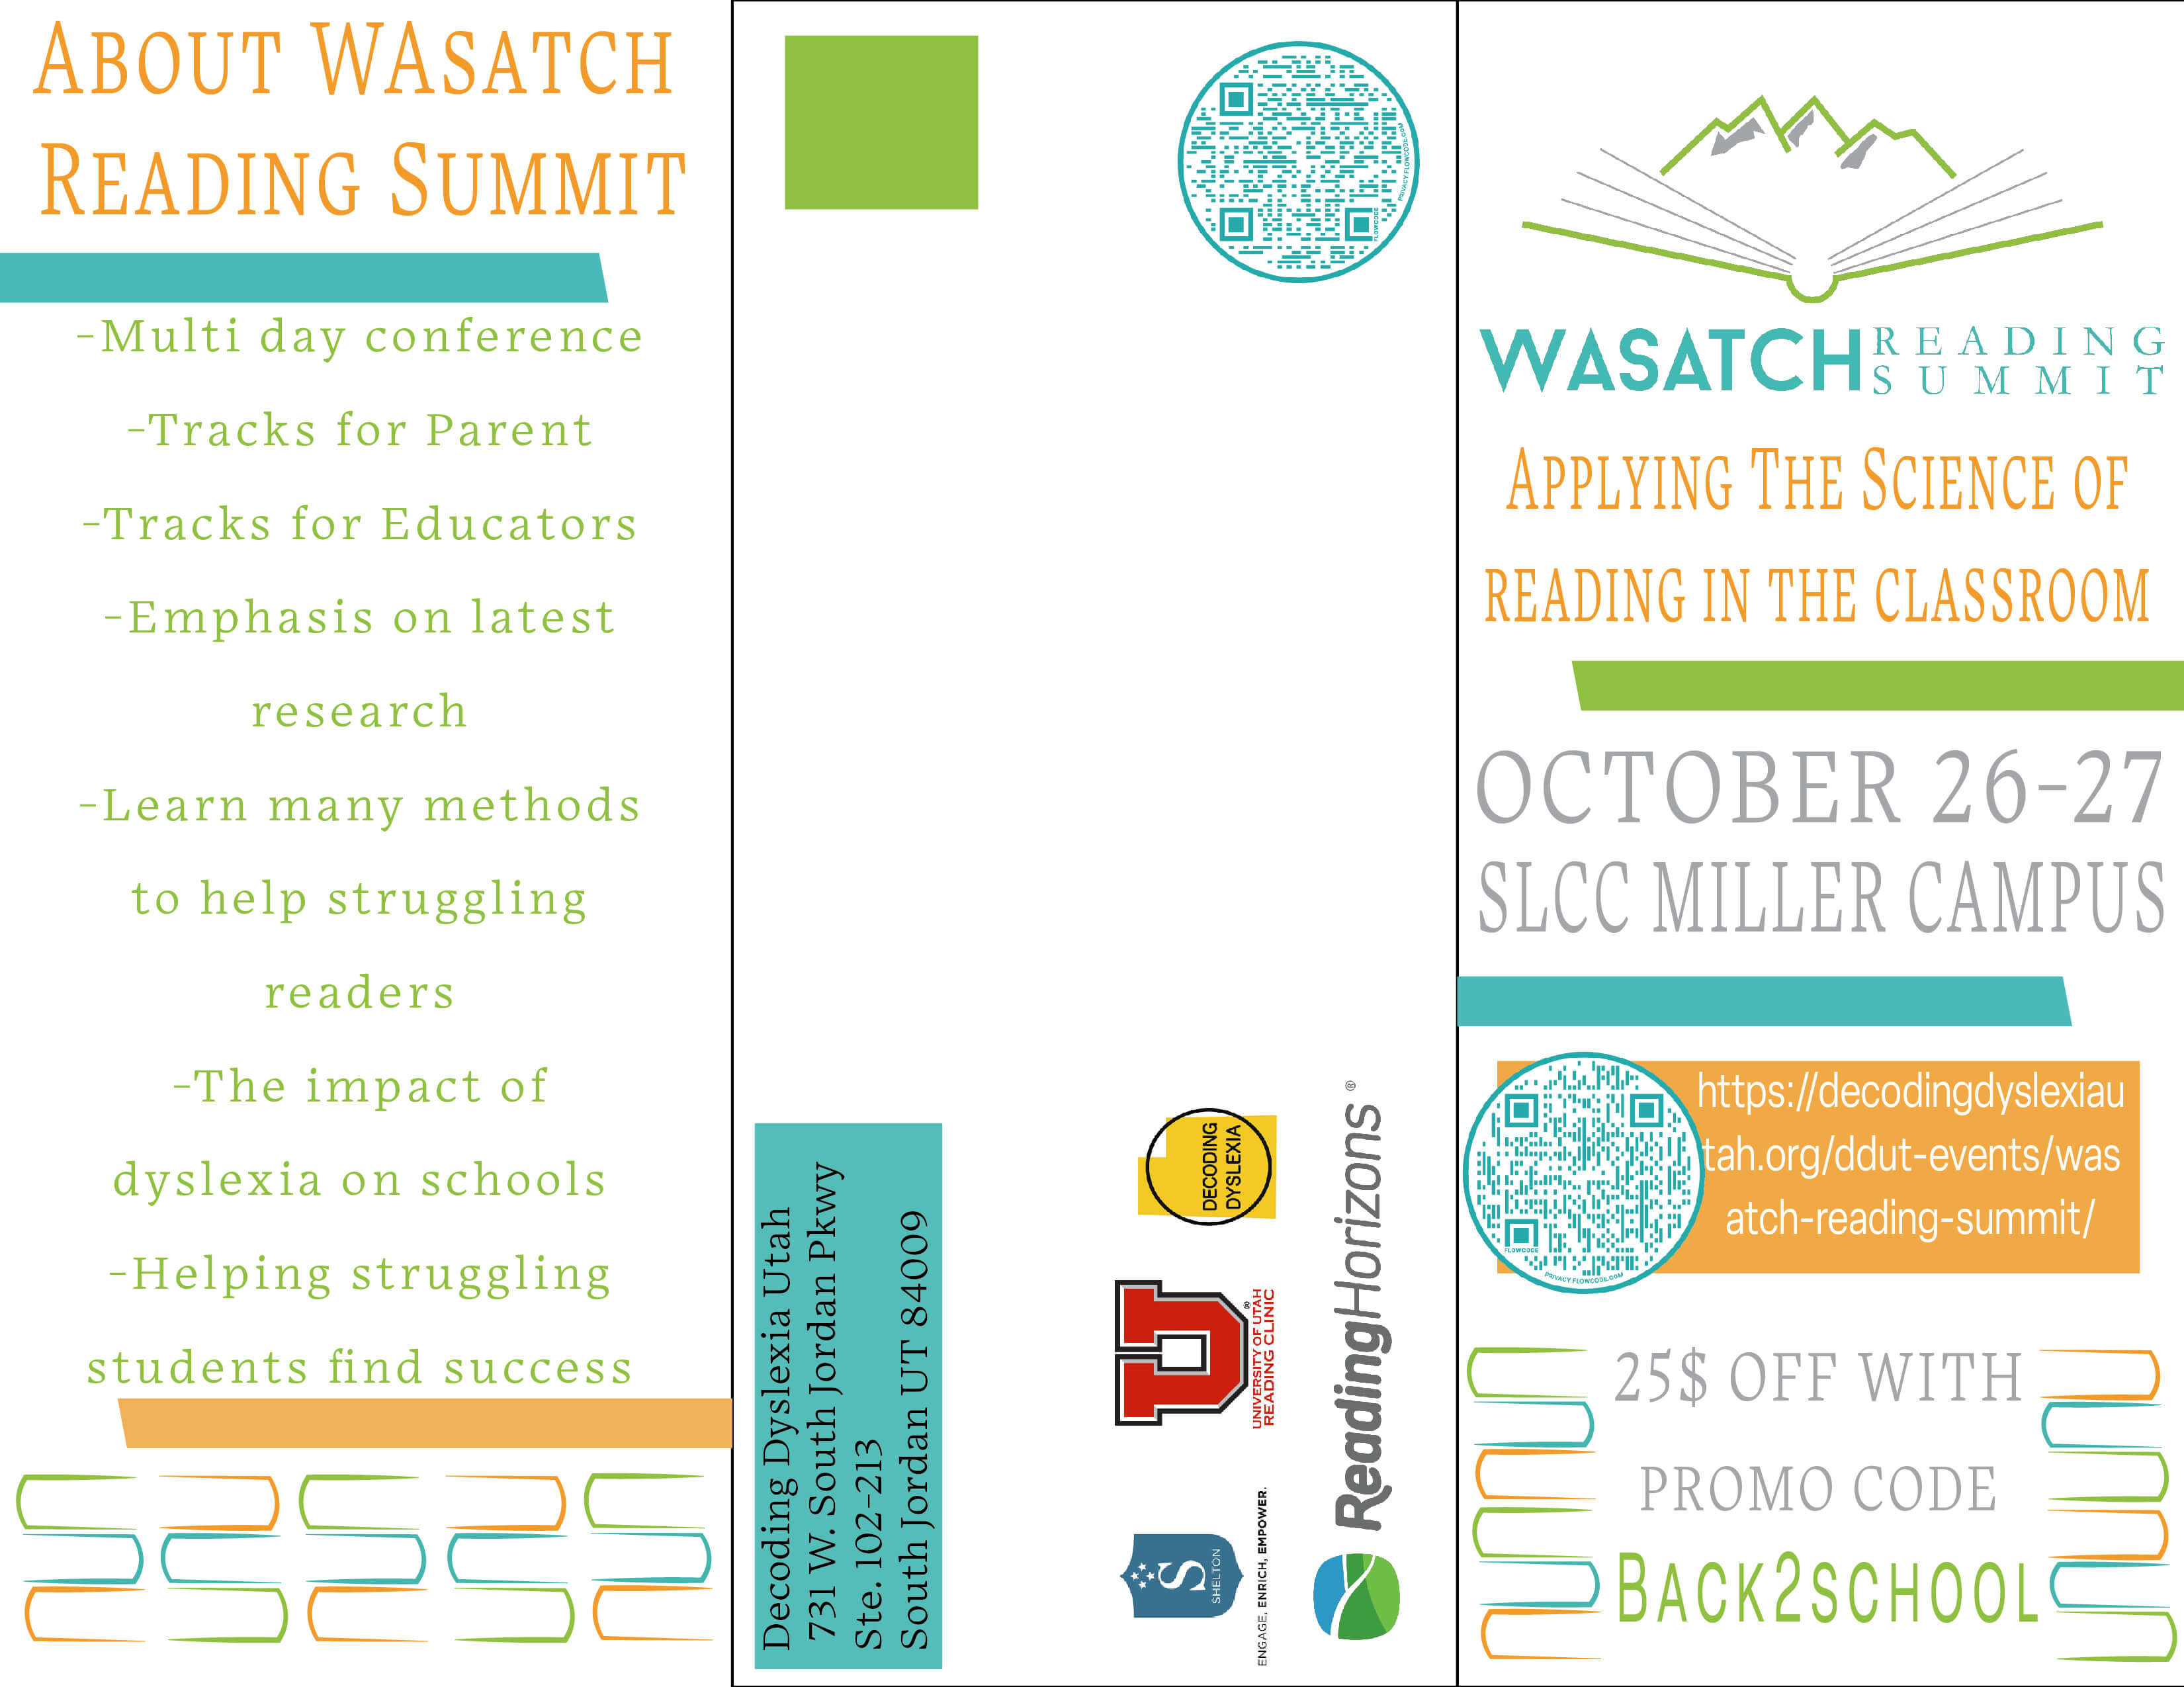 ABOUT WASATCH
READING SUMMIT
-Multi day conference
-Tracks for Parent
-Tracks for Educators
-Emphasis on latest
research
-Learn many methods
to help struggling
readers
-The impact of
dyslexia on schools
-Helping struggling
students find success
PRIVACY.FLOWCODE.COM
FLOWCODE
Decoding Dyslexia Utah
731 W. South Jordan Pkwy
Ste. 102-213
South Jordan UT 84009
DECODING
DYSLEXIA
U®
UNIVERSITY OF UTAH
READING CLINIC
S
SHELTON
ENGAGE. ENRICH. EMPOWER.
ReadingHorizons®
WASATCH READING
SUMMIT
APPLYING THE SCIENCE OF
READING IN THE CLASSROOM
OCTOBER 26-27
SLCC MILLER CAMPUS
https://decodingdyslexiau
tah.org/ddut-events/was
atch-reading-summit/
FLOWCODE
PRIVACY.FLOWCODE.COM
25$ OFF WITH
PROMO CODE
BACK2SCHOOL